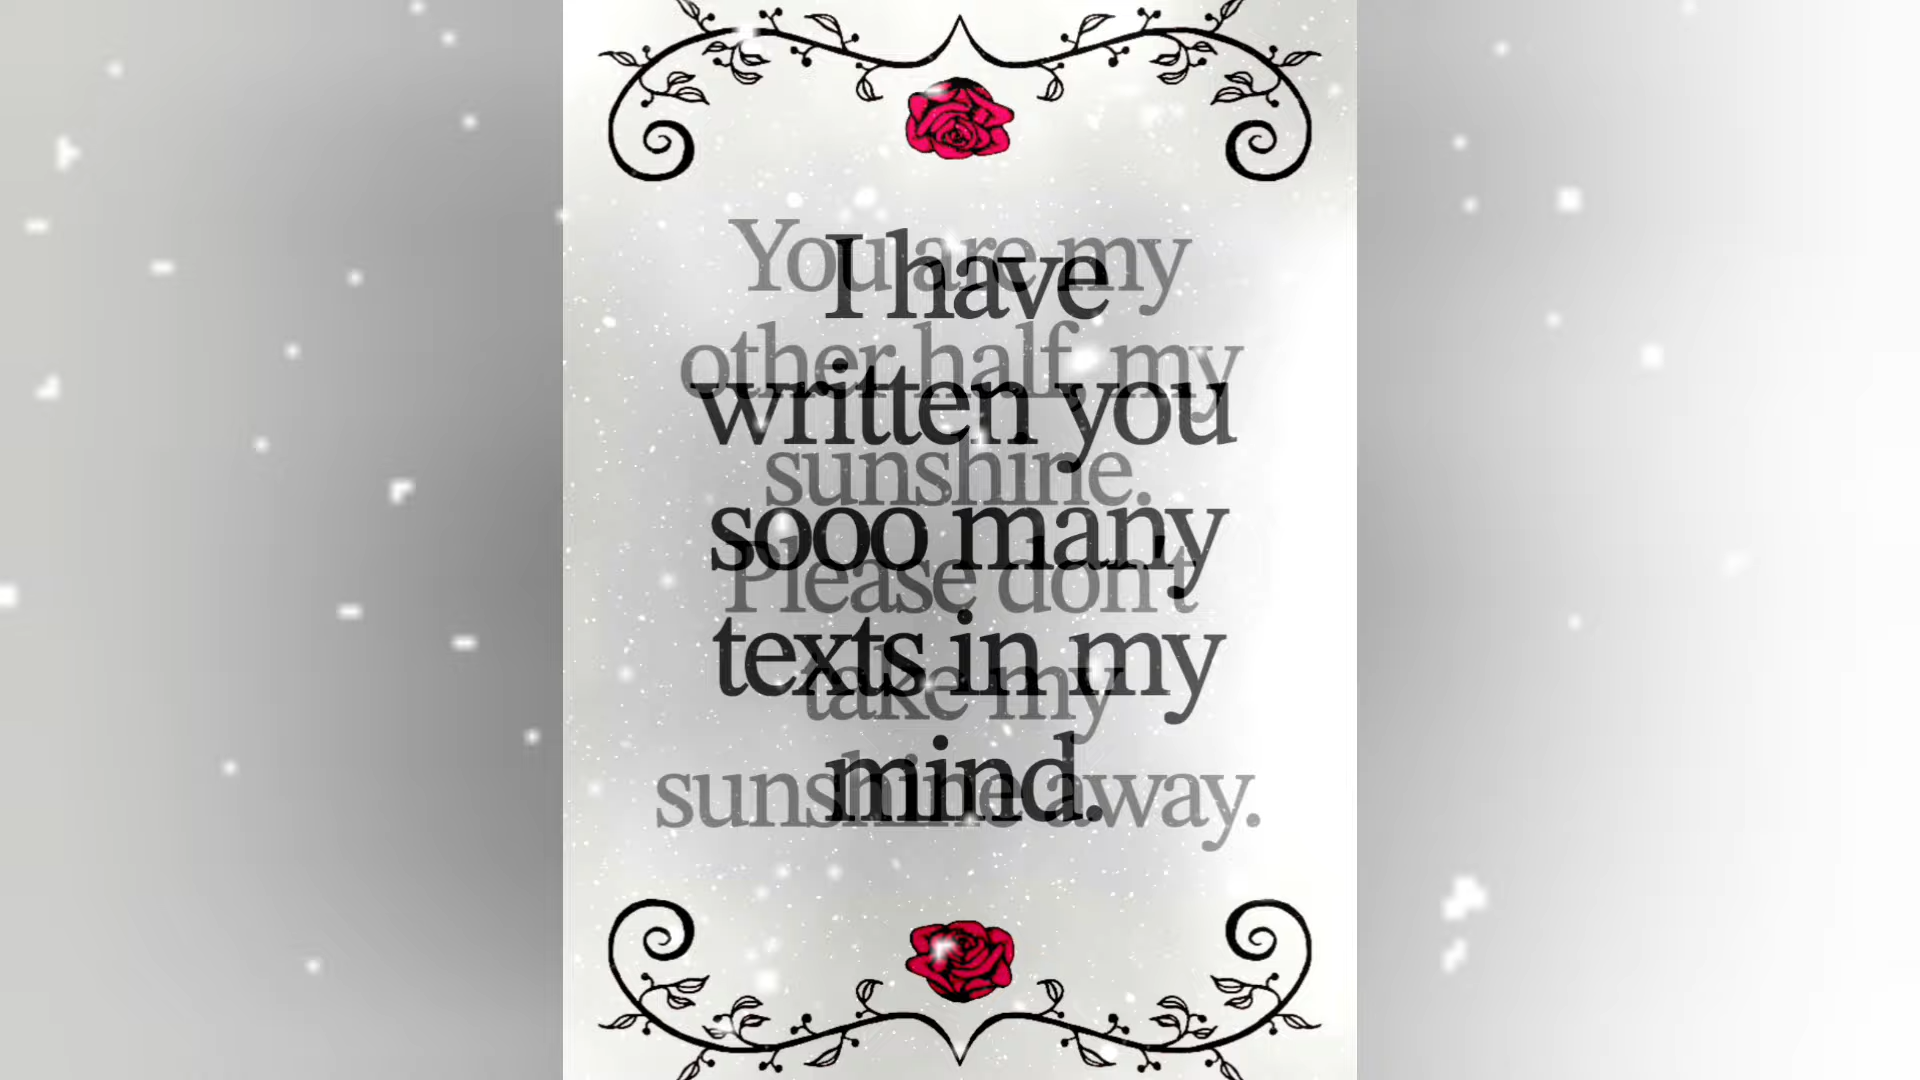 You are my
other half, my
sunshine.
Please don't
take my
sunshine away.
I have
written you
sooo many
texts in my
mind.